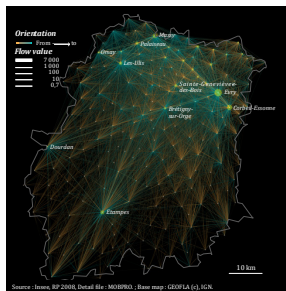 Orientation
From to
Flow value
7 000
1 000
100
10
0,7
Massy
Palaiseau
Orsay
Les-Ulis
Sainte-Geneviève-
des-Bois
Evry
Corbeil-Essonne
Brétigny-
sur-Orge
Dourdan
Etampes
10 km
Source : Insee, RP 2008, Detail file : MOBPRO. ; Base map : GEOFLA (c), IGN.